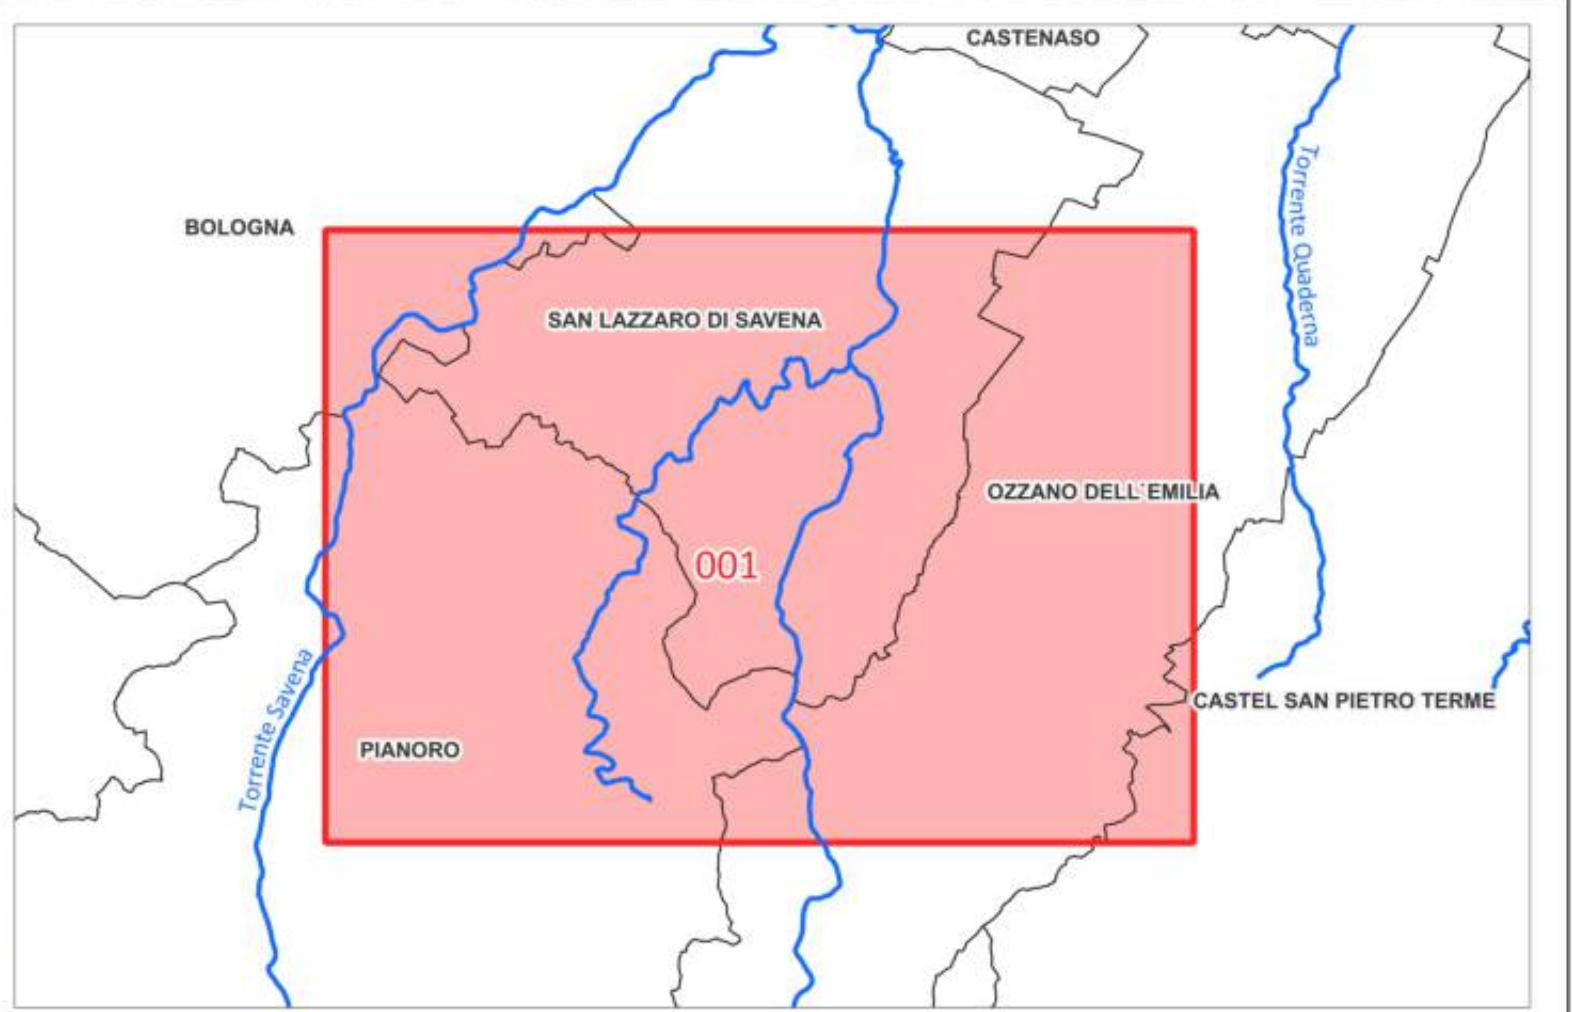 CASTENASO
Torrente Quaderna
BOLOGNA
SAN LAZZARO DI SAVENA
OZZANO DELL`EMILIA
001
Torrente Savena
CASTEL SAN PIETRO TERME
PIANORO